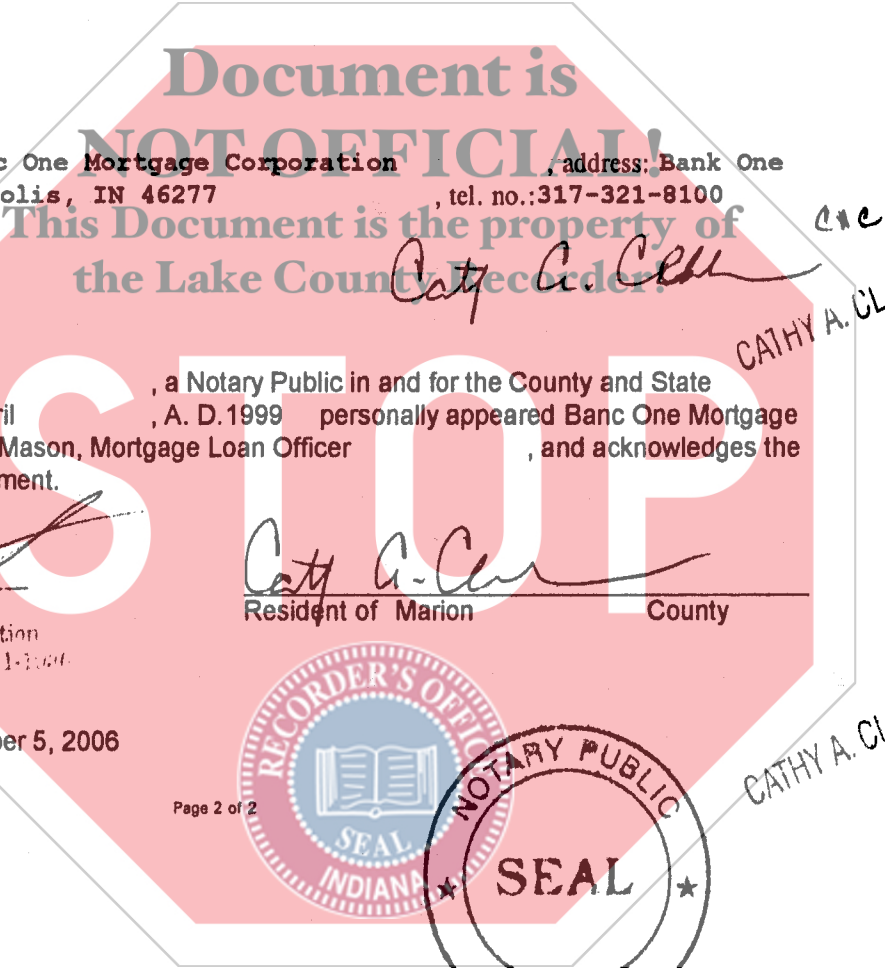 Document is
NOT OFFICIAL!
c One Mortgage Corporation , address: Bank One
olis, IN 46277 , tel. no.:317-321-8100
This Document is the property of
the Lake County Recorder!
Cathy A.
CATHY A. CL
STOP
, a Notary Public in and for the County and State
ril , A. D.1999 personally appeared Banc One Mortgage
Mason, Mortgage Loan Officer , and acknowledges the
ment.
Cathy A.
Resident of Marion County
tion
er 5, 2006
CATHY A. CL
Page 2 of 2
RECORDER'S OFFICE
SEAL
INDIANA
NOTARY PUBLIC
SEAL